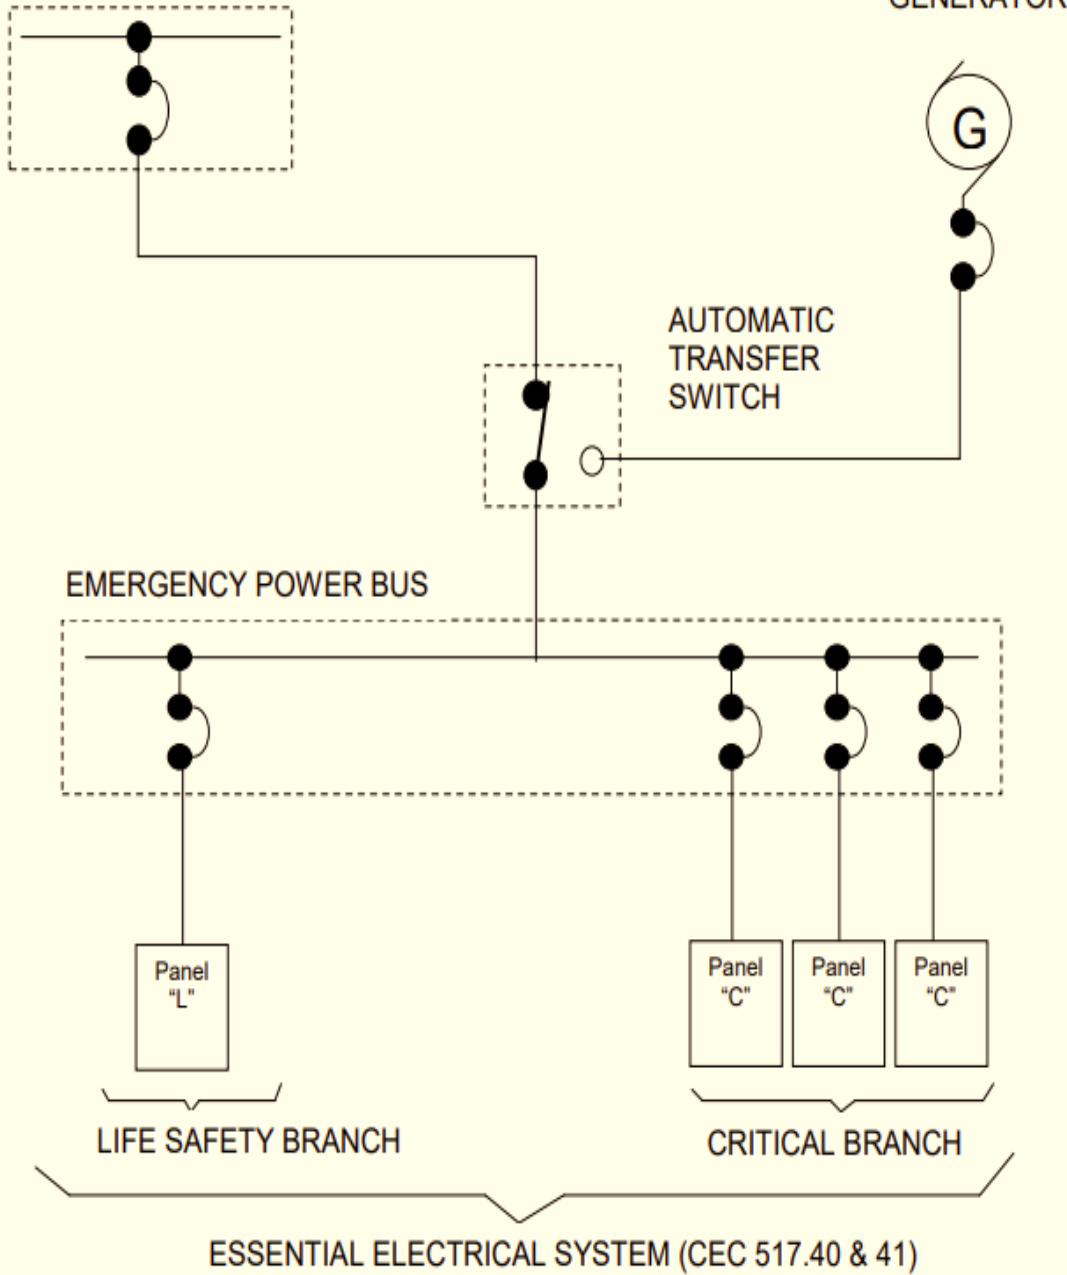 GENERATOR
G
AUTOMATIC
TRANSFER
SWITCH
EMERGENCY POWER BUS
Panel
"L"
Panel
“C”
Panel
“C”
Panel
“C”
LIFE SAFETY BRANCH
CRITICAL BRANCH
ESSENTIAL ELECTRICAL SYSTEM (CEC 517.40 & 41)